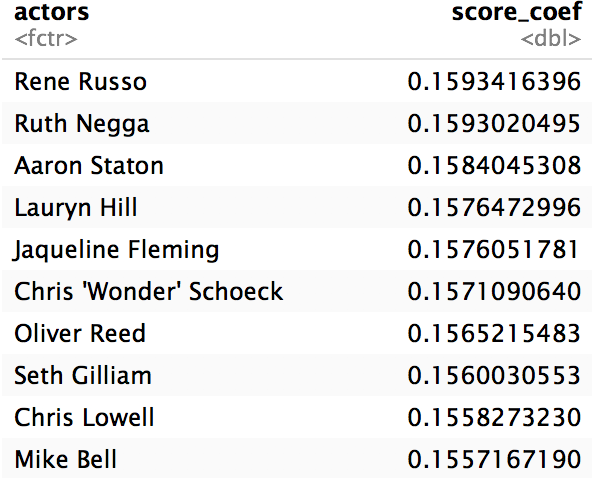 actors score_coef
<fctr> <dbl>
Rene Russo 0.1593416396
Ruth Negga 0.1593020495
Aaron Staton 0.1584045308
Lauryn Hill 0.1576472996
Jaqueline Fleming 0.1576051781
Chris 'Wonder' Schoeck 0.1571090640
Oliver Reed 0.1565215483
Seth Gilliam 0.1560030553
Chris Lowell 0.1558273230
Mike Bell 0.1557167190